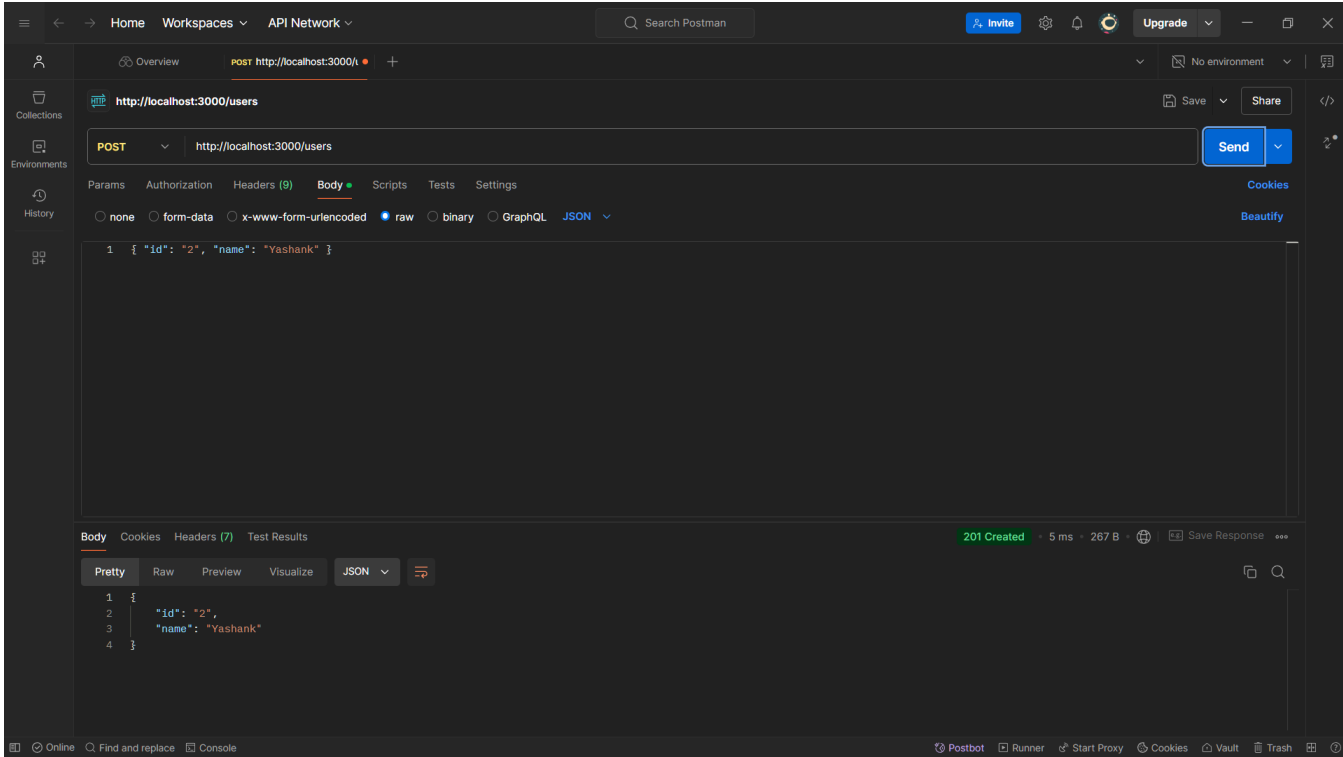 Home Workspaces API Network Search Postman Invite Upgrade
Overview POST http://localhost:3000/u No environment
HTTP http://localhost:3000/users Save Share
Collections
POST http://localhost:3000/users Send
Environments
Params Authorization Headers (9) Body Scripts Tests Settings Cookies
History
none form-data x-www-form-urlencoded raw binary GraphQL JSON Beautify
1 { "id": "2", "name": "Yashank" }
Body Cookies Headers (7) Test Results 201 Created 5 ms 267 B Save Response
Pretty Raw Preview Visualize JSON
1 {
2 "id": "2",
3 "name": "Yashank"
4 }
Online Find and replace Console Postbot Runner Start Proxy Cookies Vault Trash